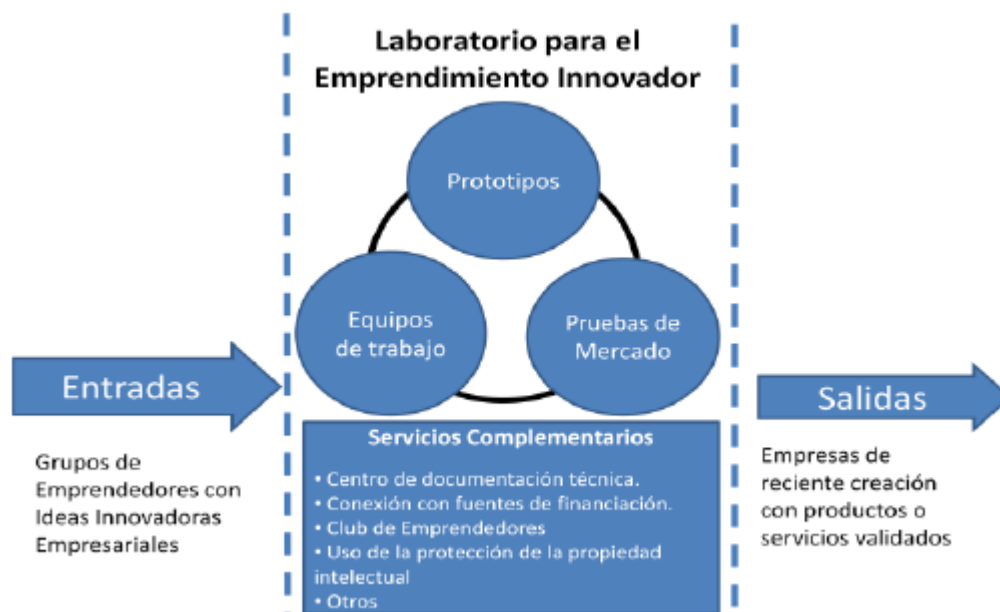 Laboratorio para el
Emprendimiento Innovador
Prototipos
Equipos
de trabajo
Pruebas de
Mercado
Entradas
Grupos de
Emprendedores con
Ideas Innovadoras
Empresariales
Servicios Complementarios
• Centro de documentación técnica.
• Conexión con fuentes de financiación.
• Club de Emprendedores
• Uso de la protección de la propiedad
intelectual
• Otros
Salidas
Empresas de
reciente creación
con productos o
servicios validados